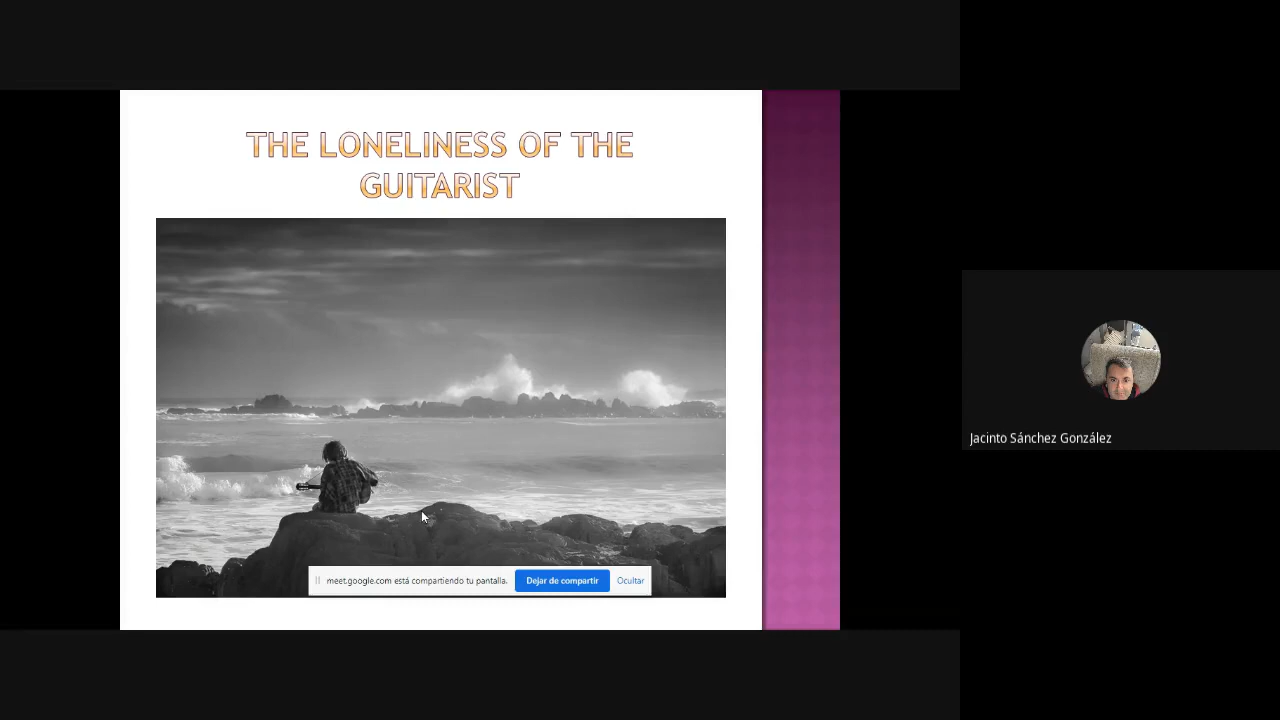 THE LONELINESS OF THE
GUITARIST
meet.google.com está compartiendo tu pantalla.
Dejar de compartir
Ocultar
Jacinto Sánchez González